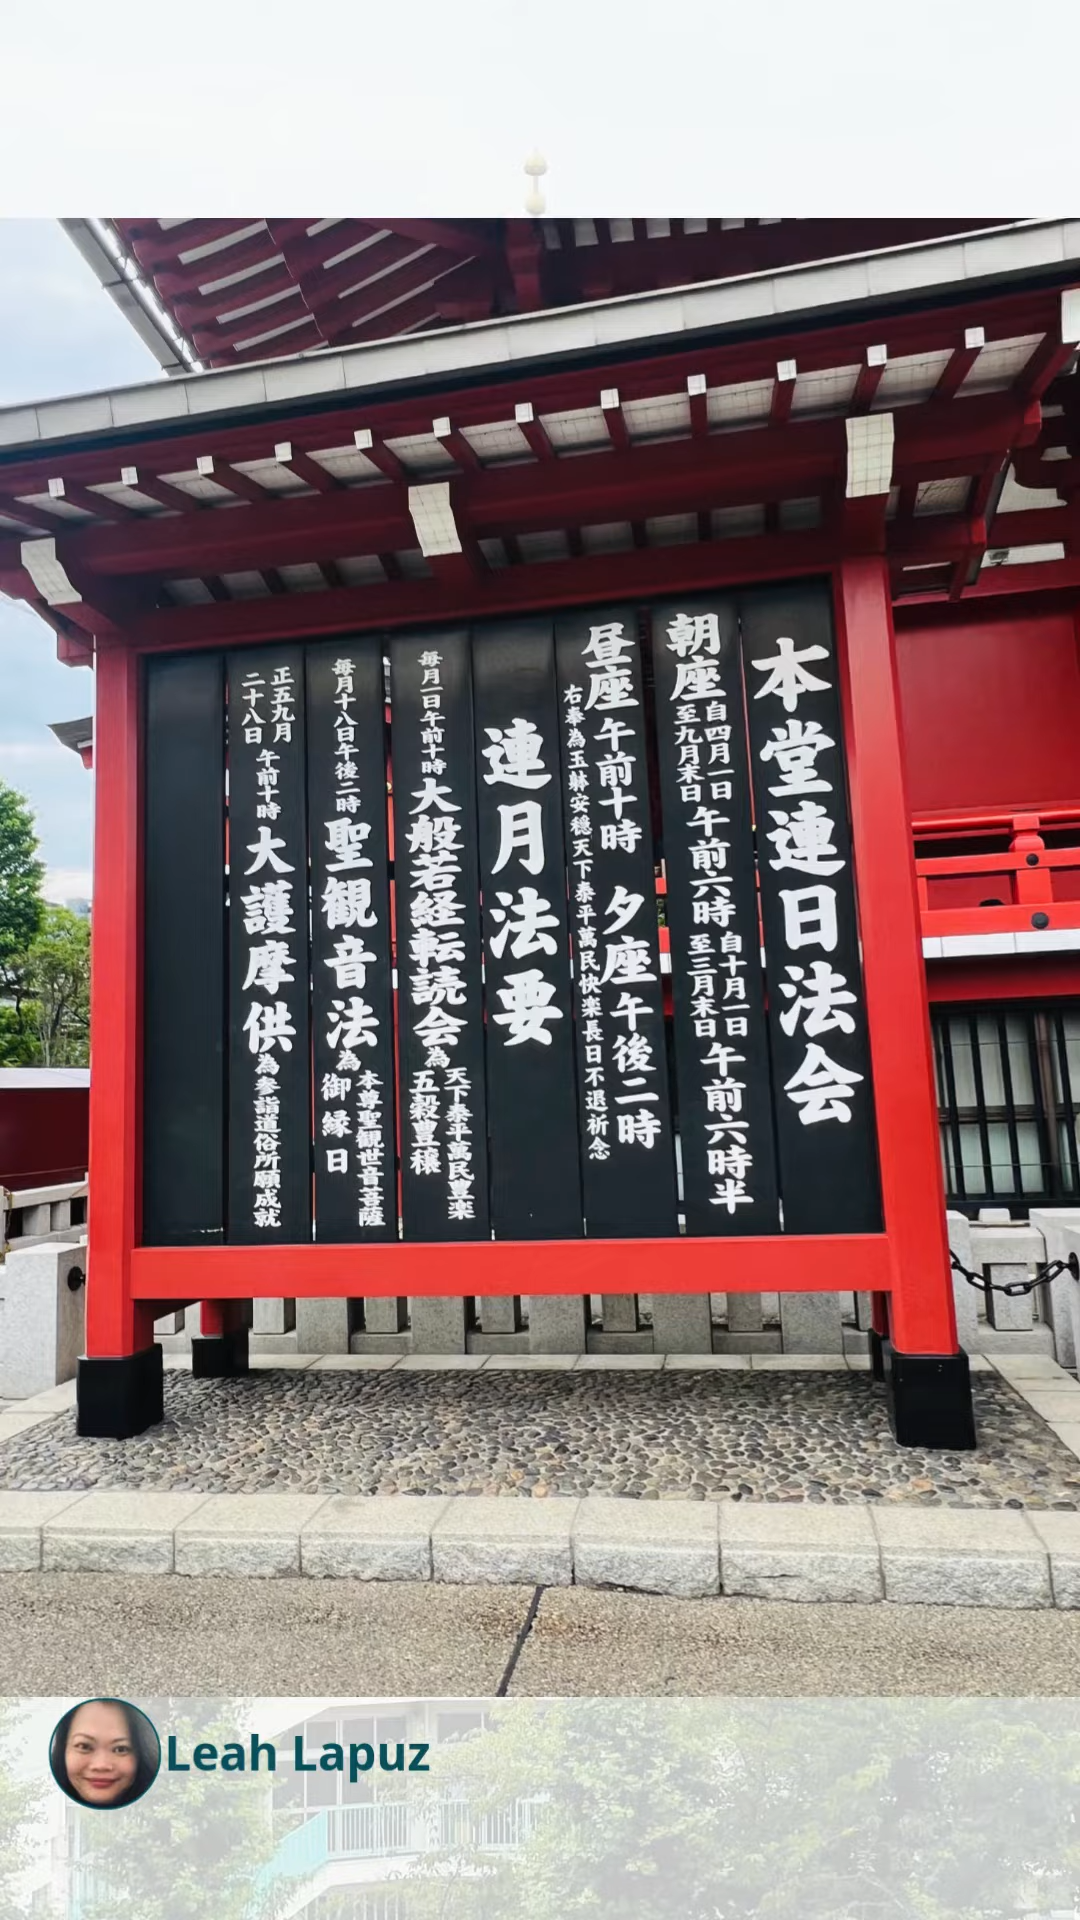 本堂連日法会
朝座 自四月一日 至九月末日 午前六時 自十月一日 至三月末日 午前六時半
昼座 午前十時 夕座 午後二時
右奉為玉躰安穏天下泰平萬民快楽長日不退祈念
連月法要
毎月一日午前十時 大般若経転読会 為 天下泰平萬民豊楽 五穀豊穣
毎月十八日午後二時 聖観音法 為 本尊聖観世音菩薩 御縁日
正五九月 二十八日 午前十時 大護摩供 為参詣道俗所願成就
Leah Lapuz